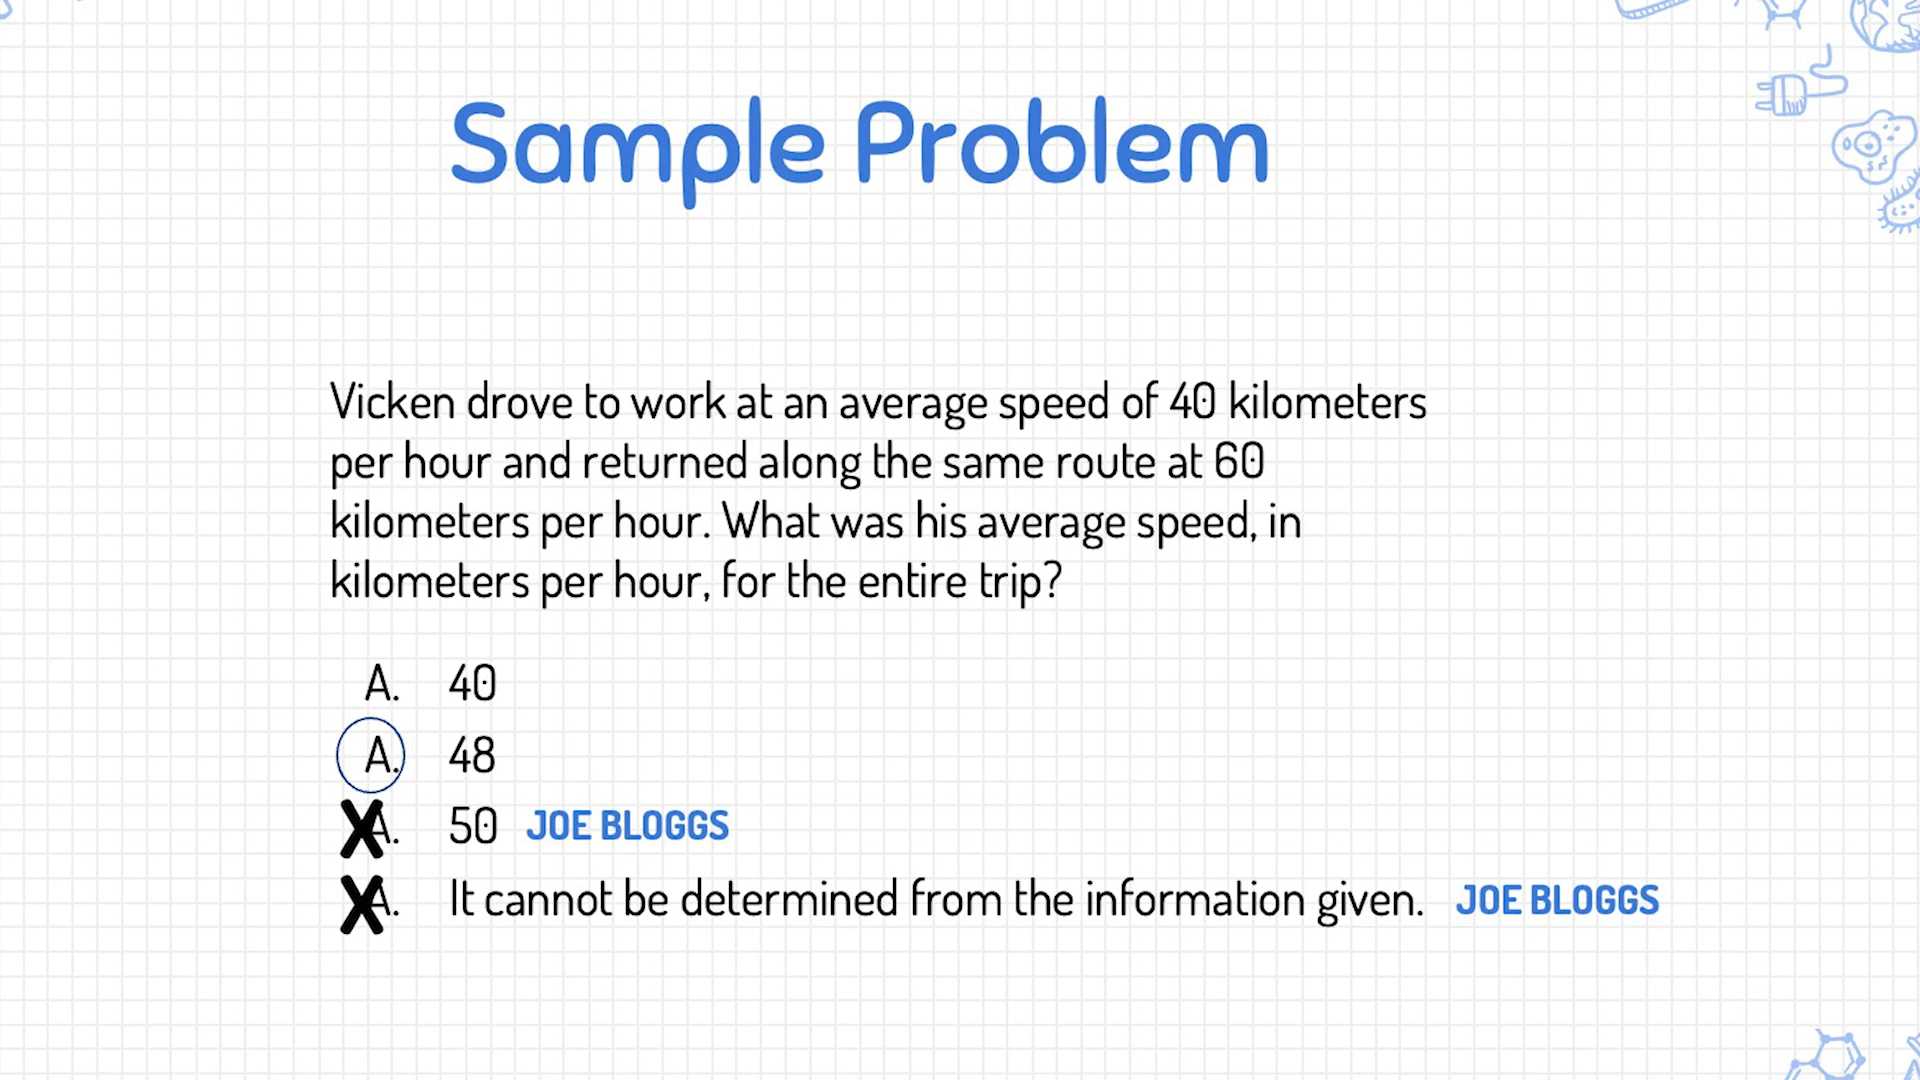 Sample Problem
Vicken drove to work at an average speed of 40 kilometers
per hour and returned along the same route at 60
kilometers per hour. What was his average speed, in
kilometers per hour, for the entire trip?
A. 40
A. 48
X A. 50 JOE BLOGGS
X A. It cannot be determined from the information given. JOE BLOGGS